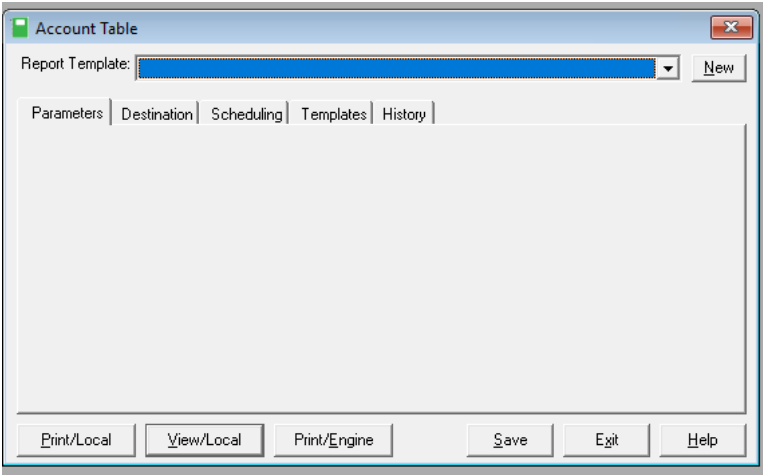 Account Table
Report Template: New
Parameters Destination Scheduling Templates History
Print/Local View/Local Print/Engine Save Exit Help